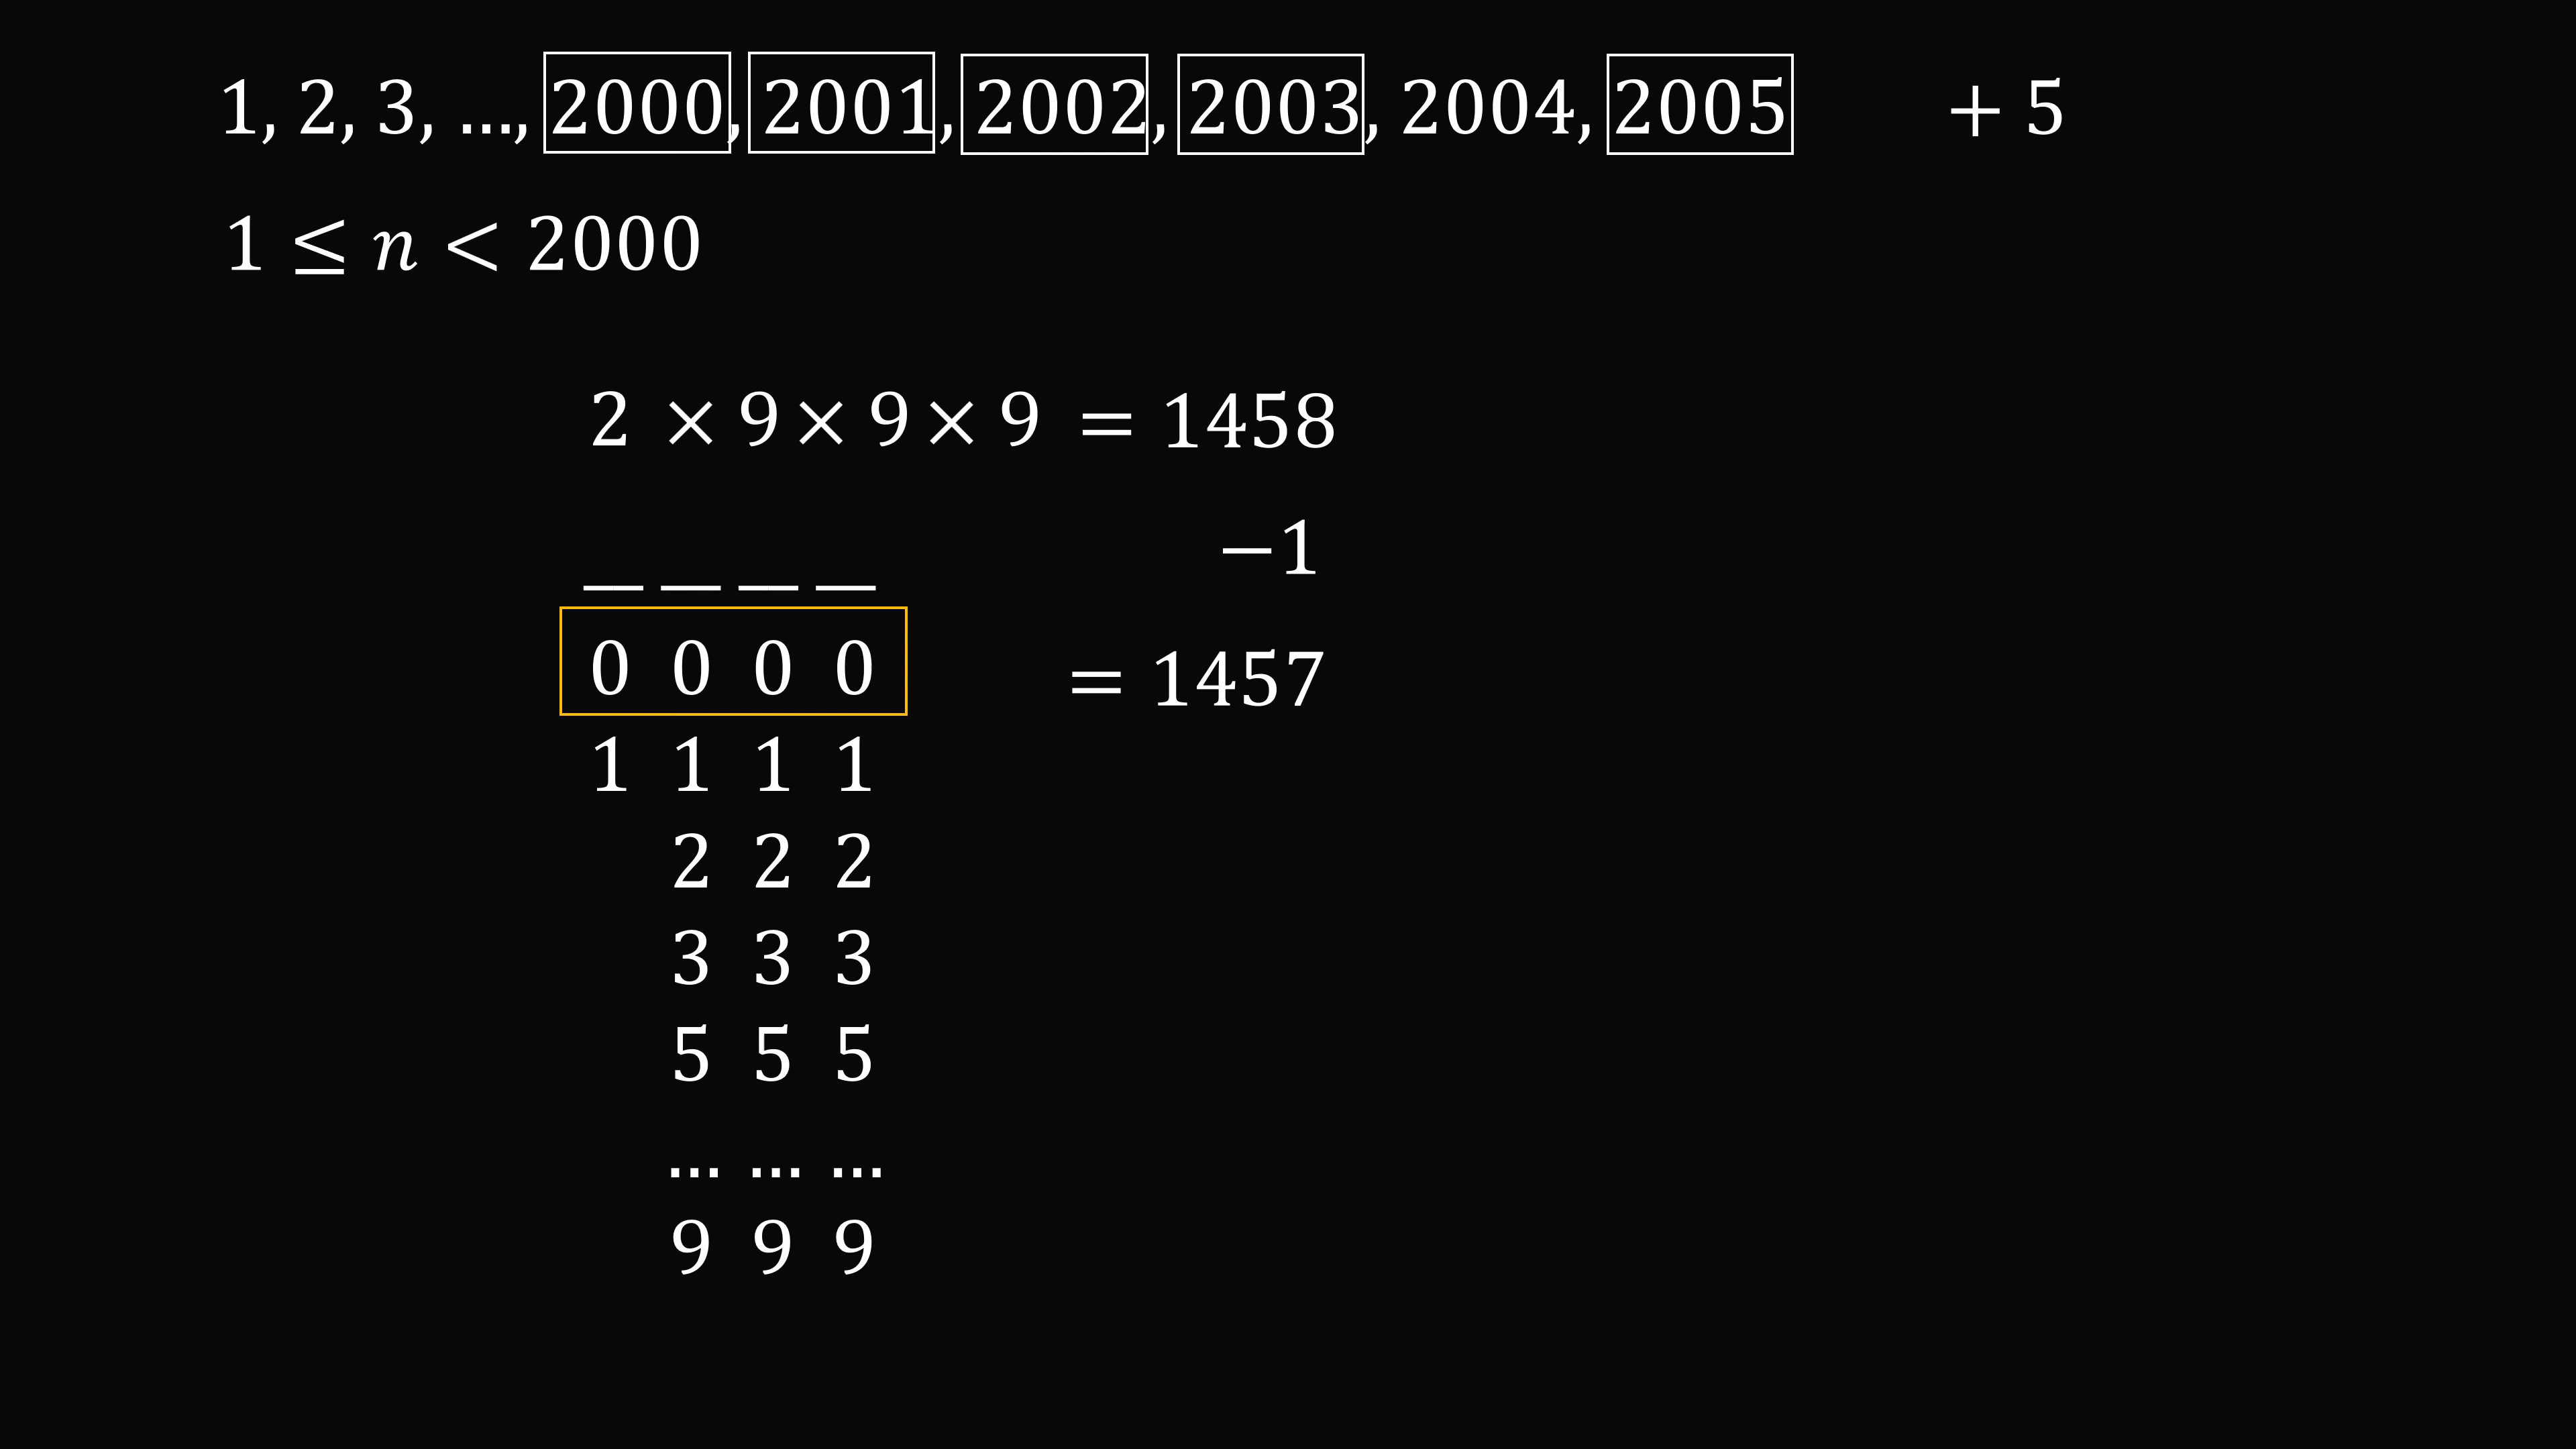 1, 2, 3, ..., 2000, 2001, 2002, 2003, 2004, 2005 + 5
1 ≤ n < 2000
2 × 9 × 9 × 9 = 1458
−1
_ _ _ _
0 0 0 0 = 1457
1 1 1 1
2 2 2
3 3 3
5 5 5
... ... ...
9 9 9